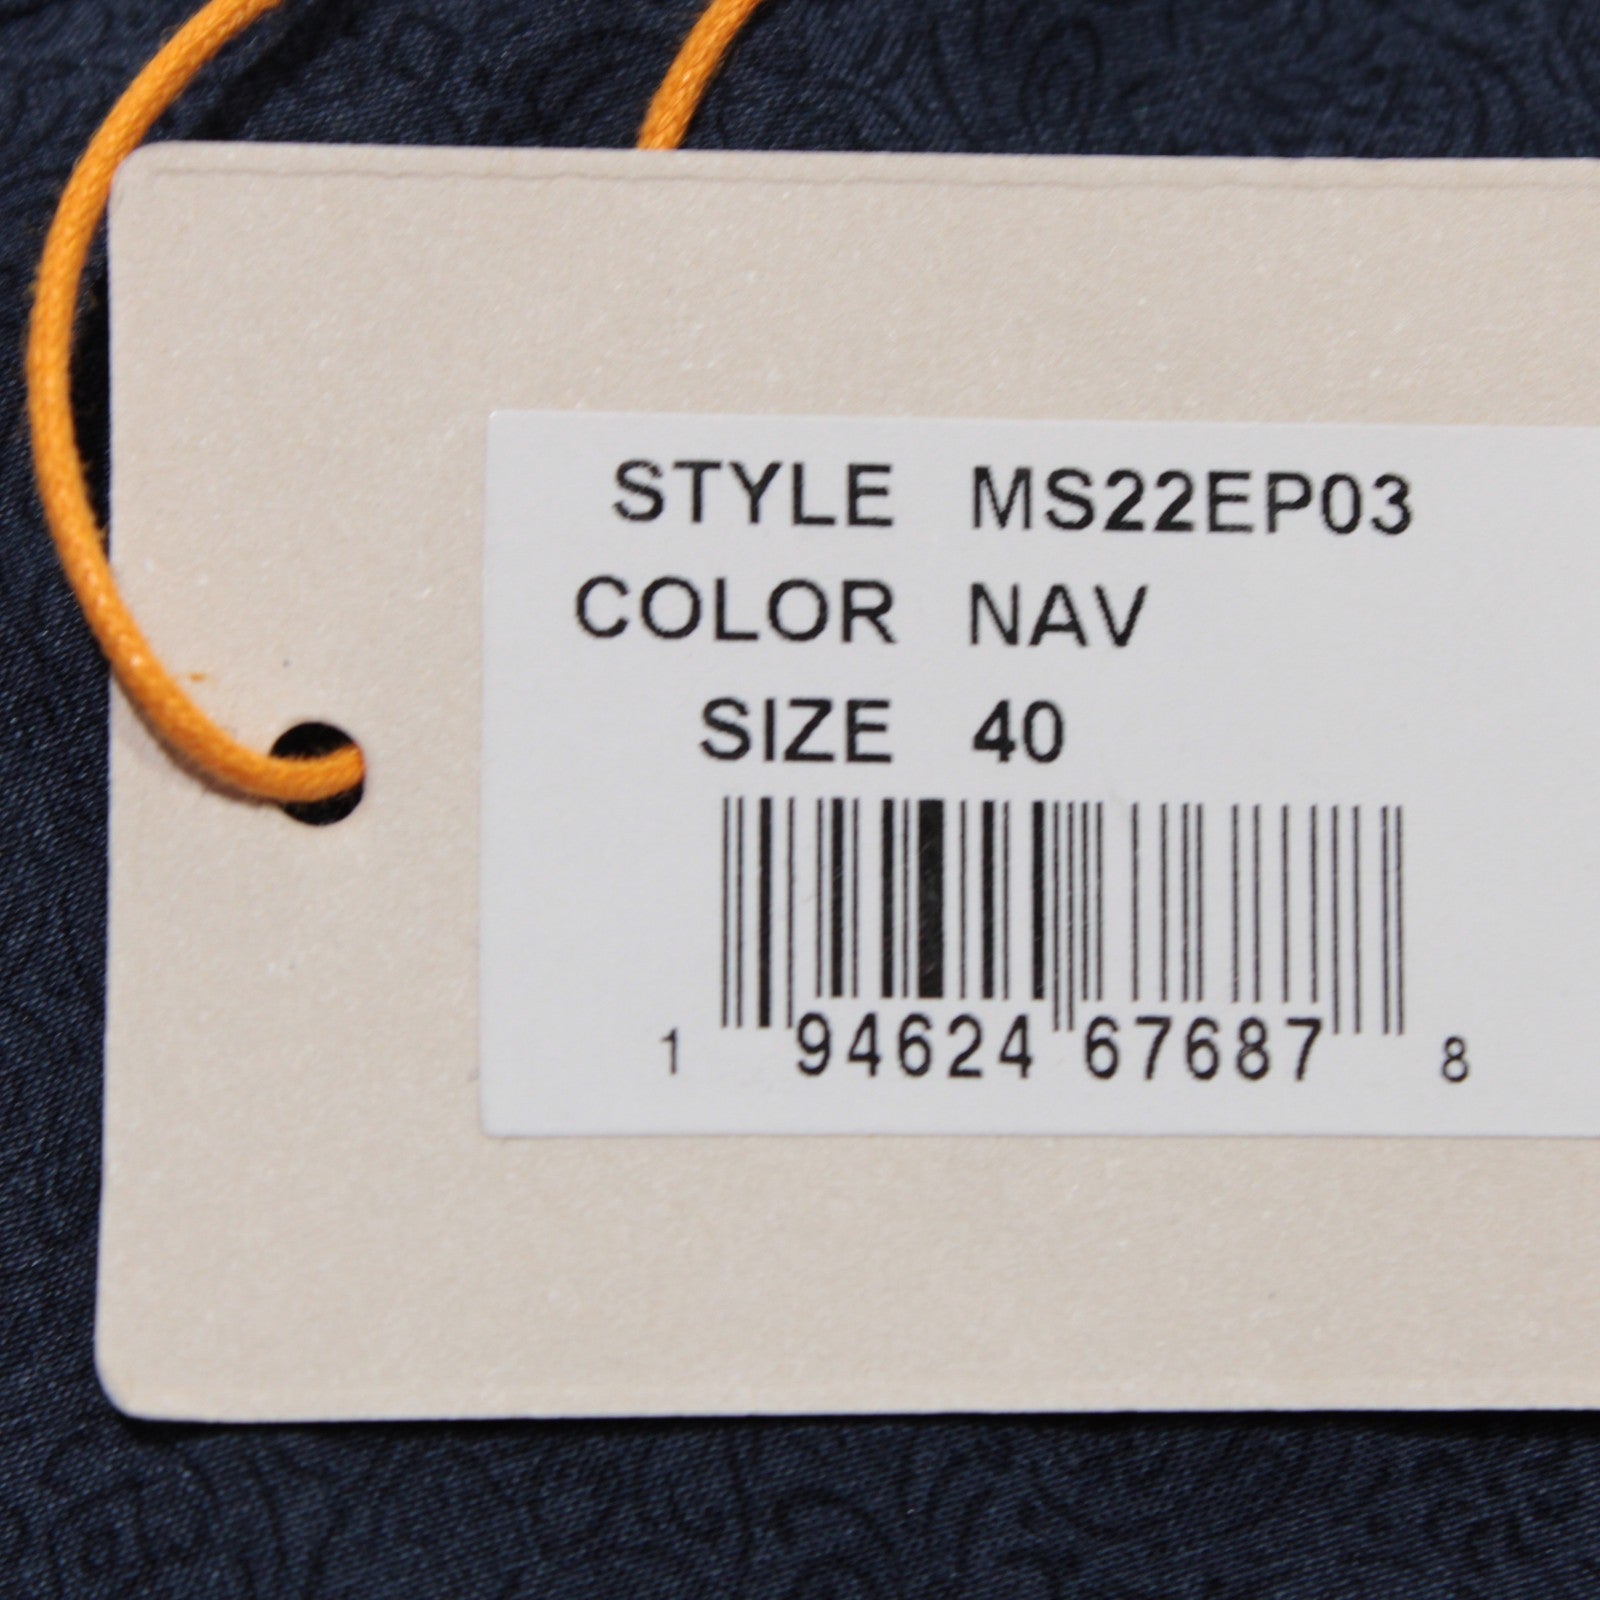 STYLE MS22EP03
COLOR NAV
SIZE 40
1 94624 67687 8